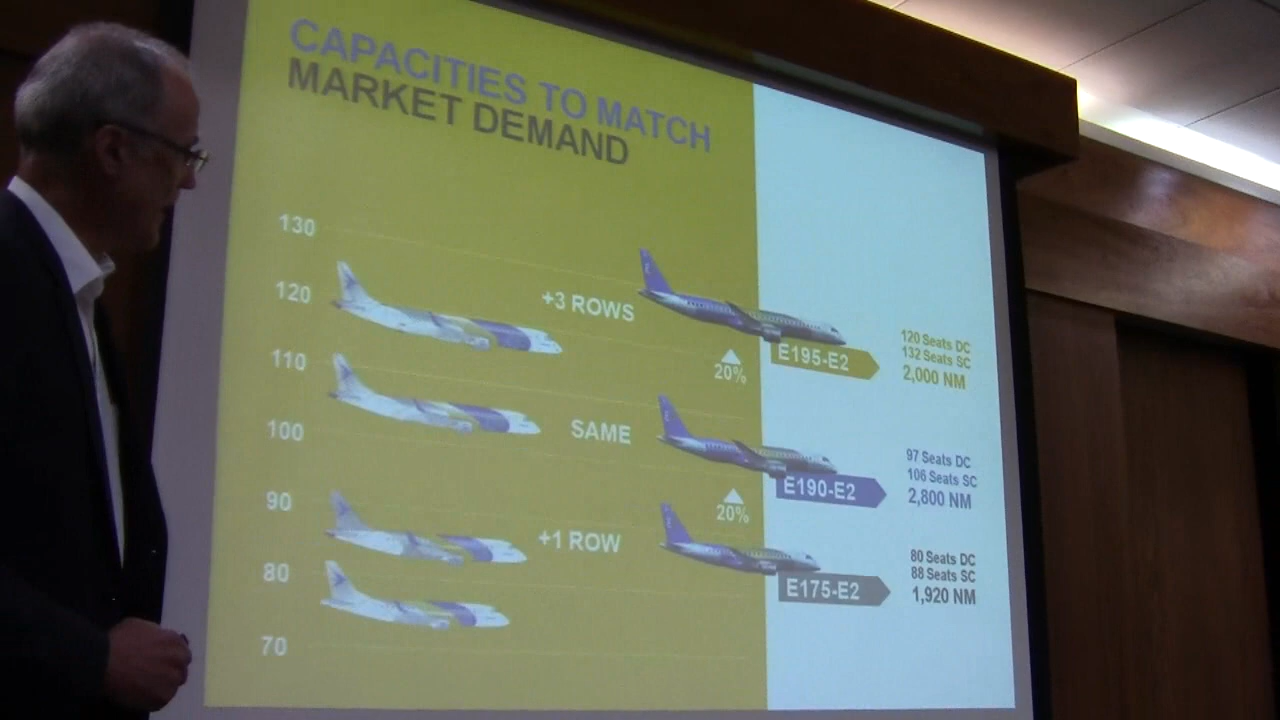 CAPACITIES TO MATCH
MARKET DEMAND
130
120
110
100
90
80
70
+3 ROWS
20%
SAME
20%
+1 ROW
E195-E2
120 Seats DC
132 Seats SC
2,000 NM
E190-E2
97 Seats DC
106 Seats SC
2,800 NM
E175-E2
80 Seats DC
88 Seats SC
1,920 NM